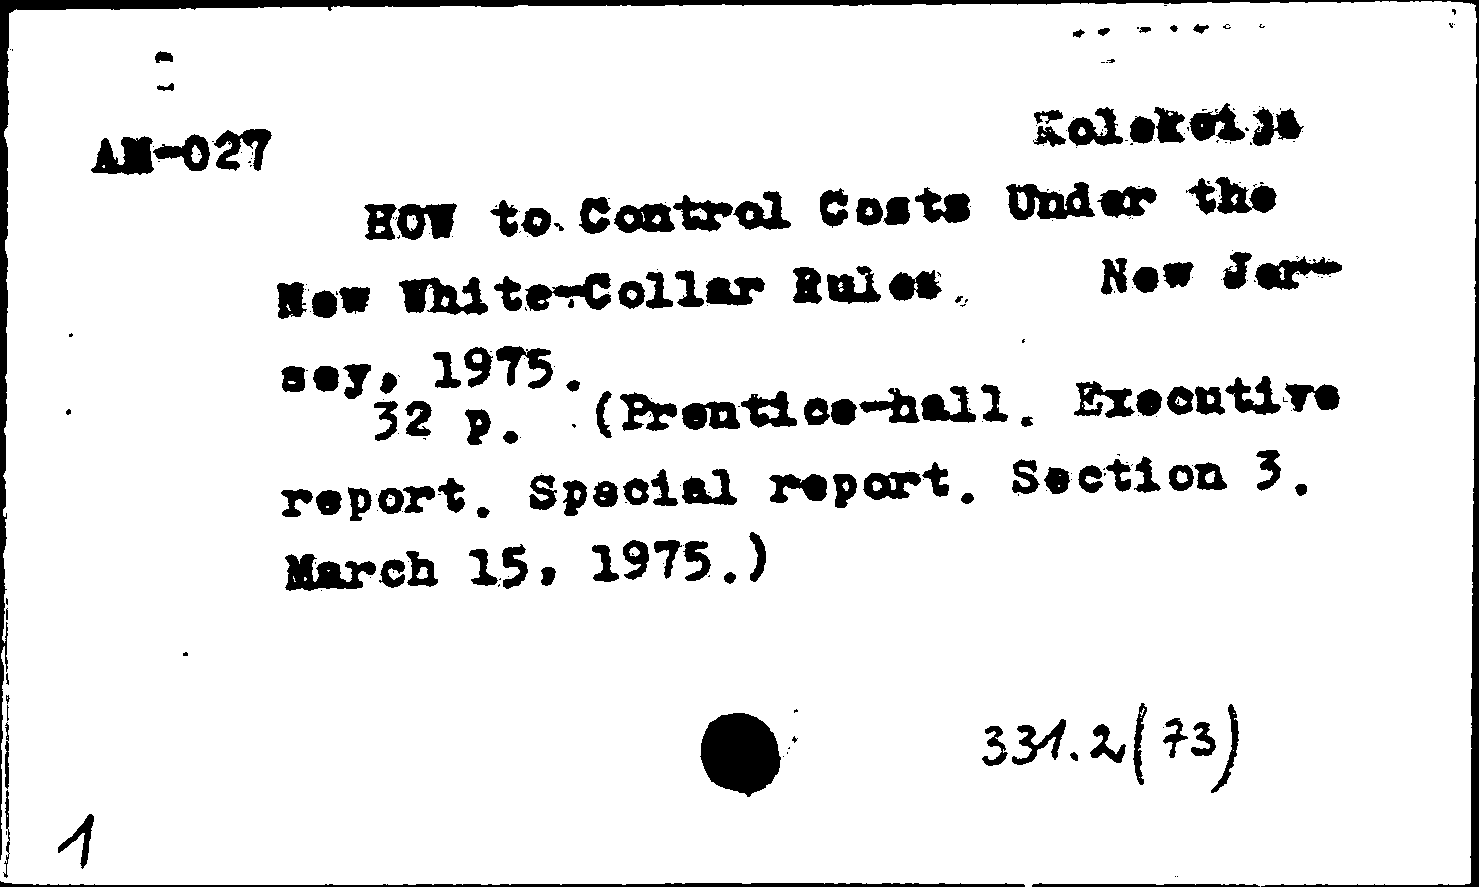 Kolekcija
AM-027
HOW to Control Costs Under the
New White-Collar Rules. New Jer-
sey, 1975.
32 p. (Prentice-hall. Executive
report. Special report. Section 3.
March 15, 1975.)
331.2(73)
1